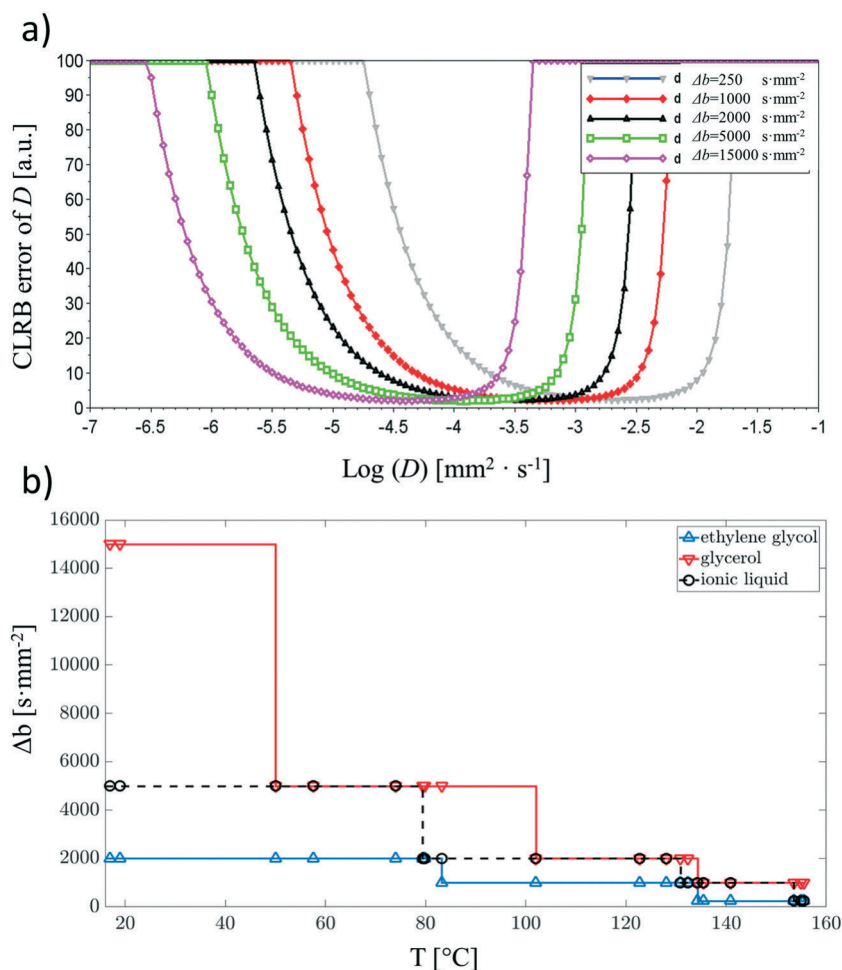 a)
100
90
80
70
60
50
40
30
20
10
0
CLRB error of D [a.u.]
d Δb=250 s·mm-2
d Δb=1000 s·mm-2
d Δb=2000 s·mm-2
d Δb=5000 s·mm-2
d Δb=15000 s·mm-2
-7 -6.5 -6 -5.5 -5 -4.5 -4 -3.5 -3 -2.5 -2 -1.5 -1
Log (D) [mm² · s⁻¹]
b)
16000
14000
12000
10000
8000
6000
4000
2000
0
Δb [s·mm⁻²]
ethylene glycol
glycerol
ionic liquid
20 40 60 80 100 120 140 160
T [°C]